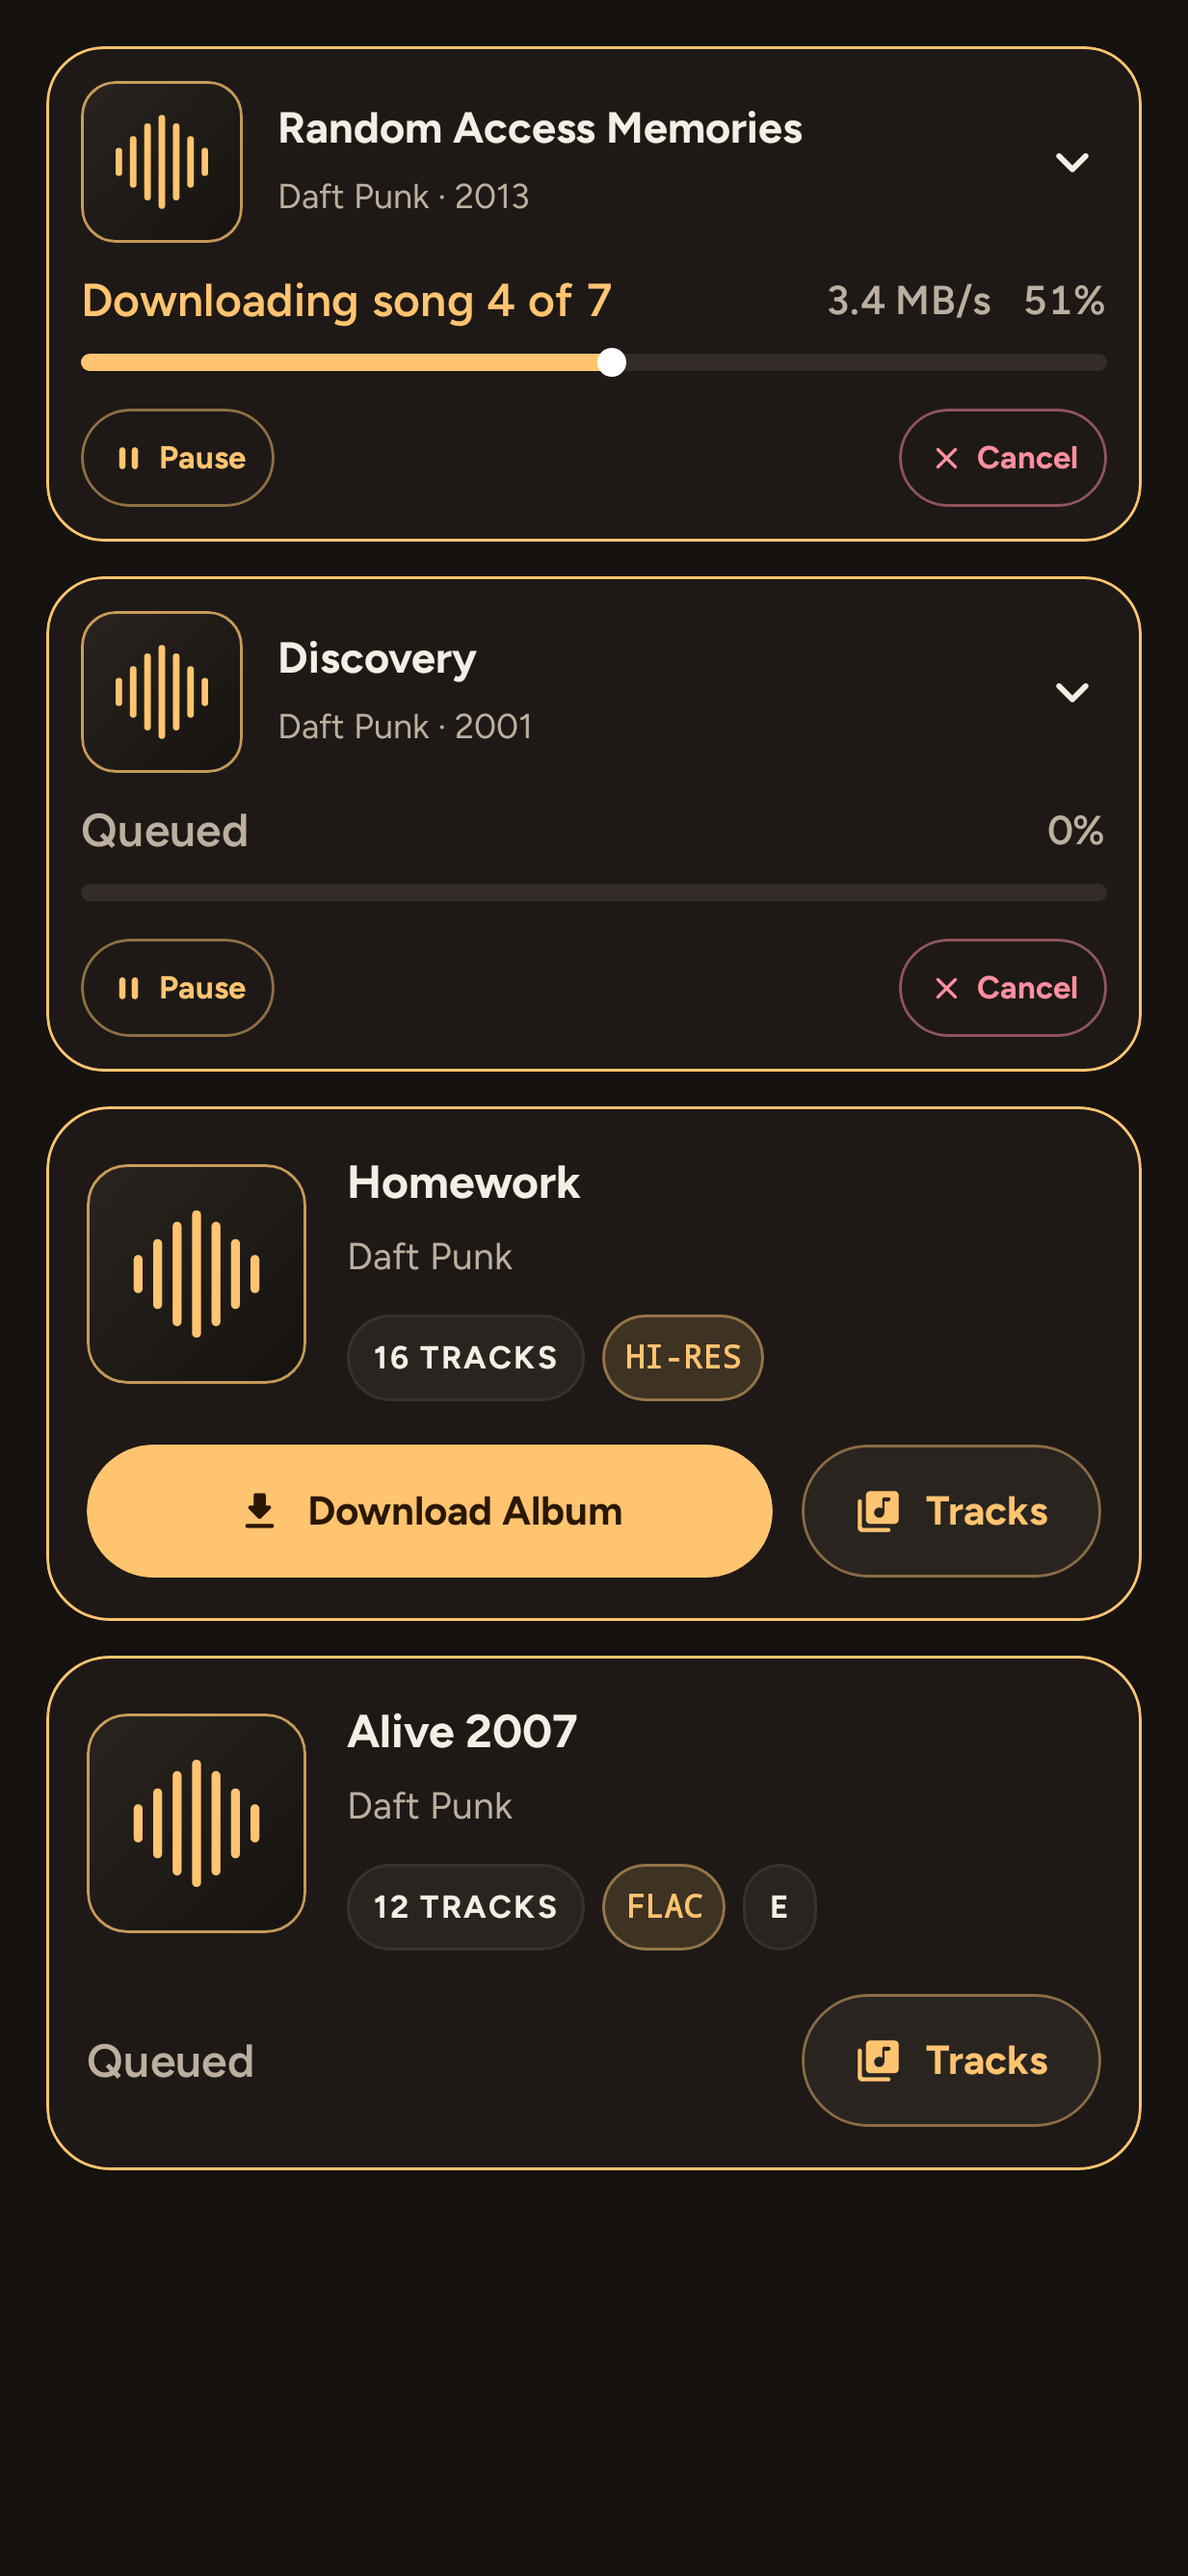 Random Access Memories
Daft Punk · 2013
Downloading song 4 of 7 3.4 MB/s 51%
Pause Cancel
Discovery
Daft Punk · 2001
Queued 0%
Pause Cancel
Homework
Daft Punk
16 TRACKS HI-RES
Download Album Tracks
Alive 2007
Daft Punk
12 TRACKS FLAC E
Queued Tracks